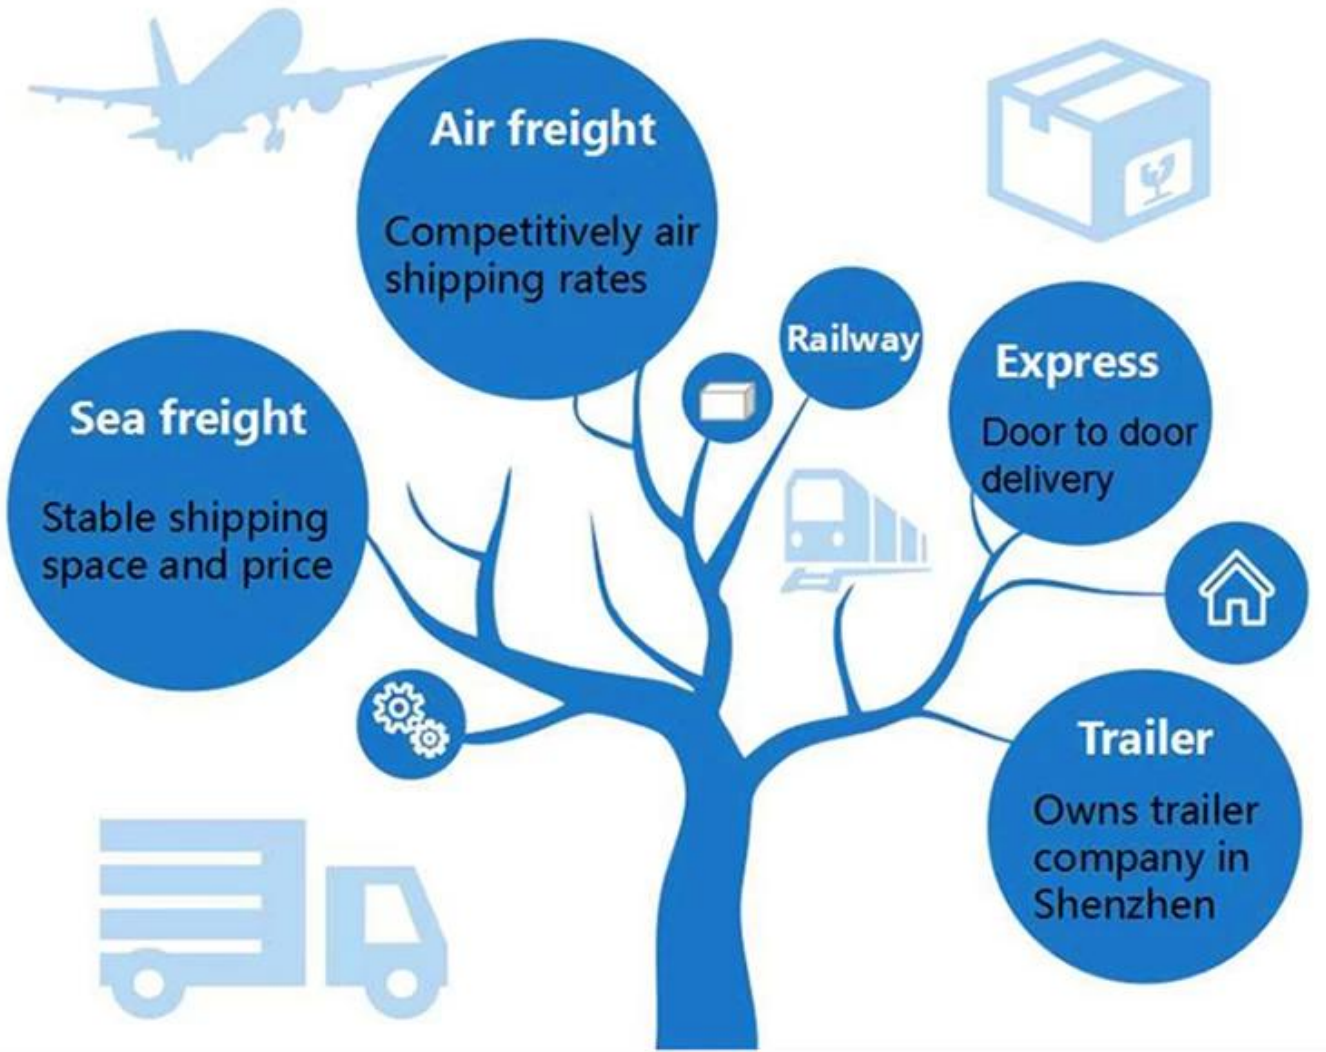 Air freight
Competitively air
shipping rates
Railway
Express
Door to door
delivery
Sea freight
Stable shipping
space and price
Trailer
Owns trailer
company in
Shenzhen